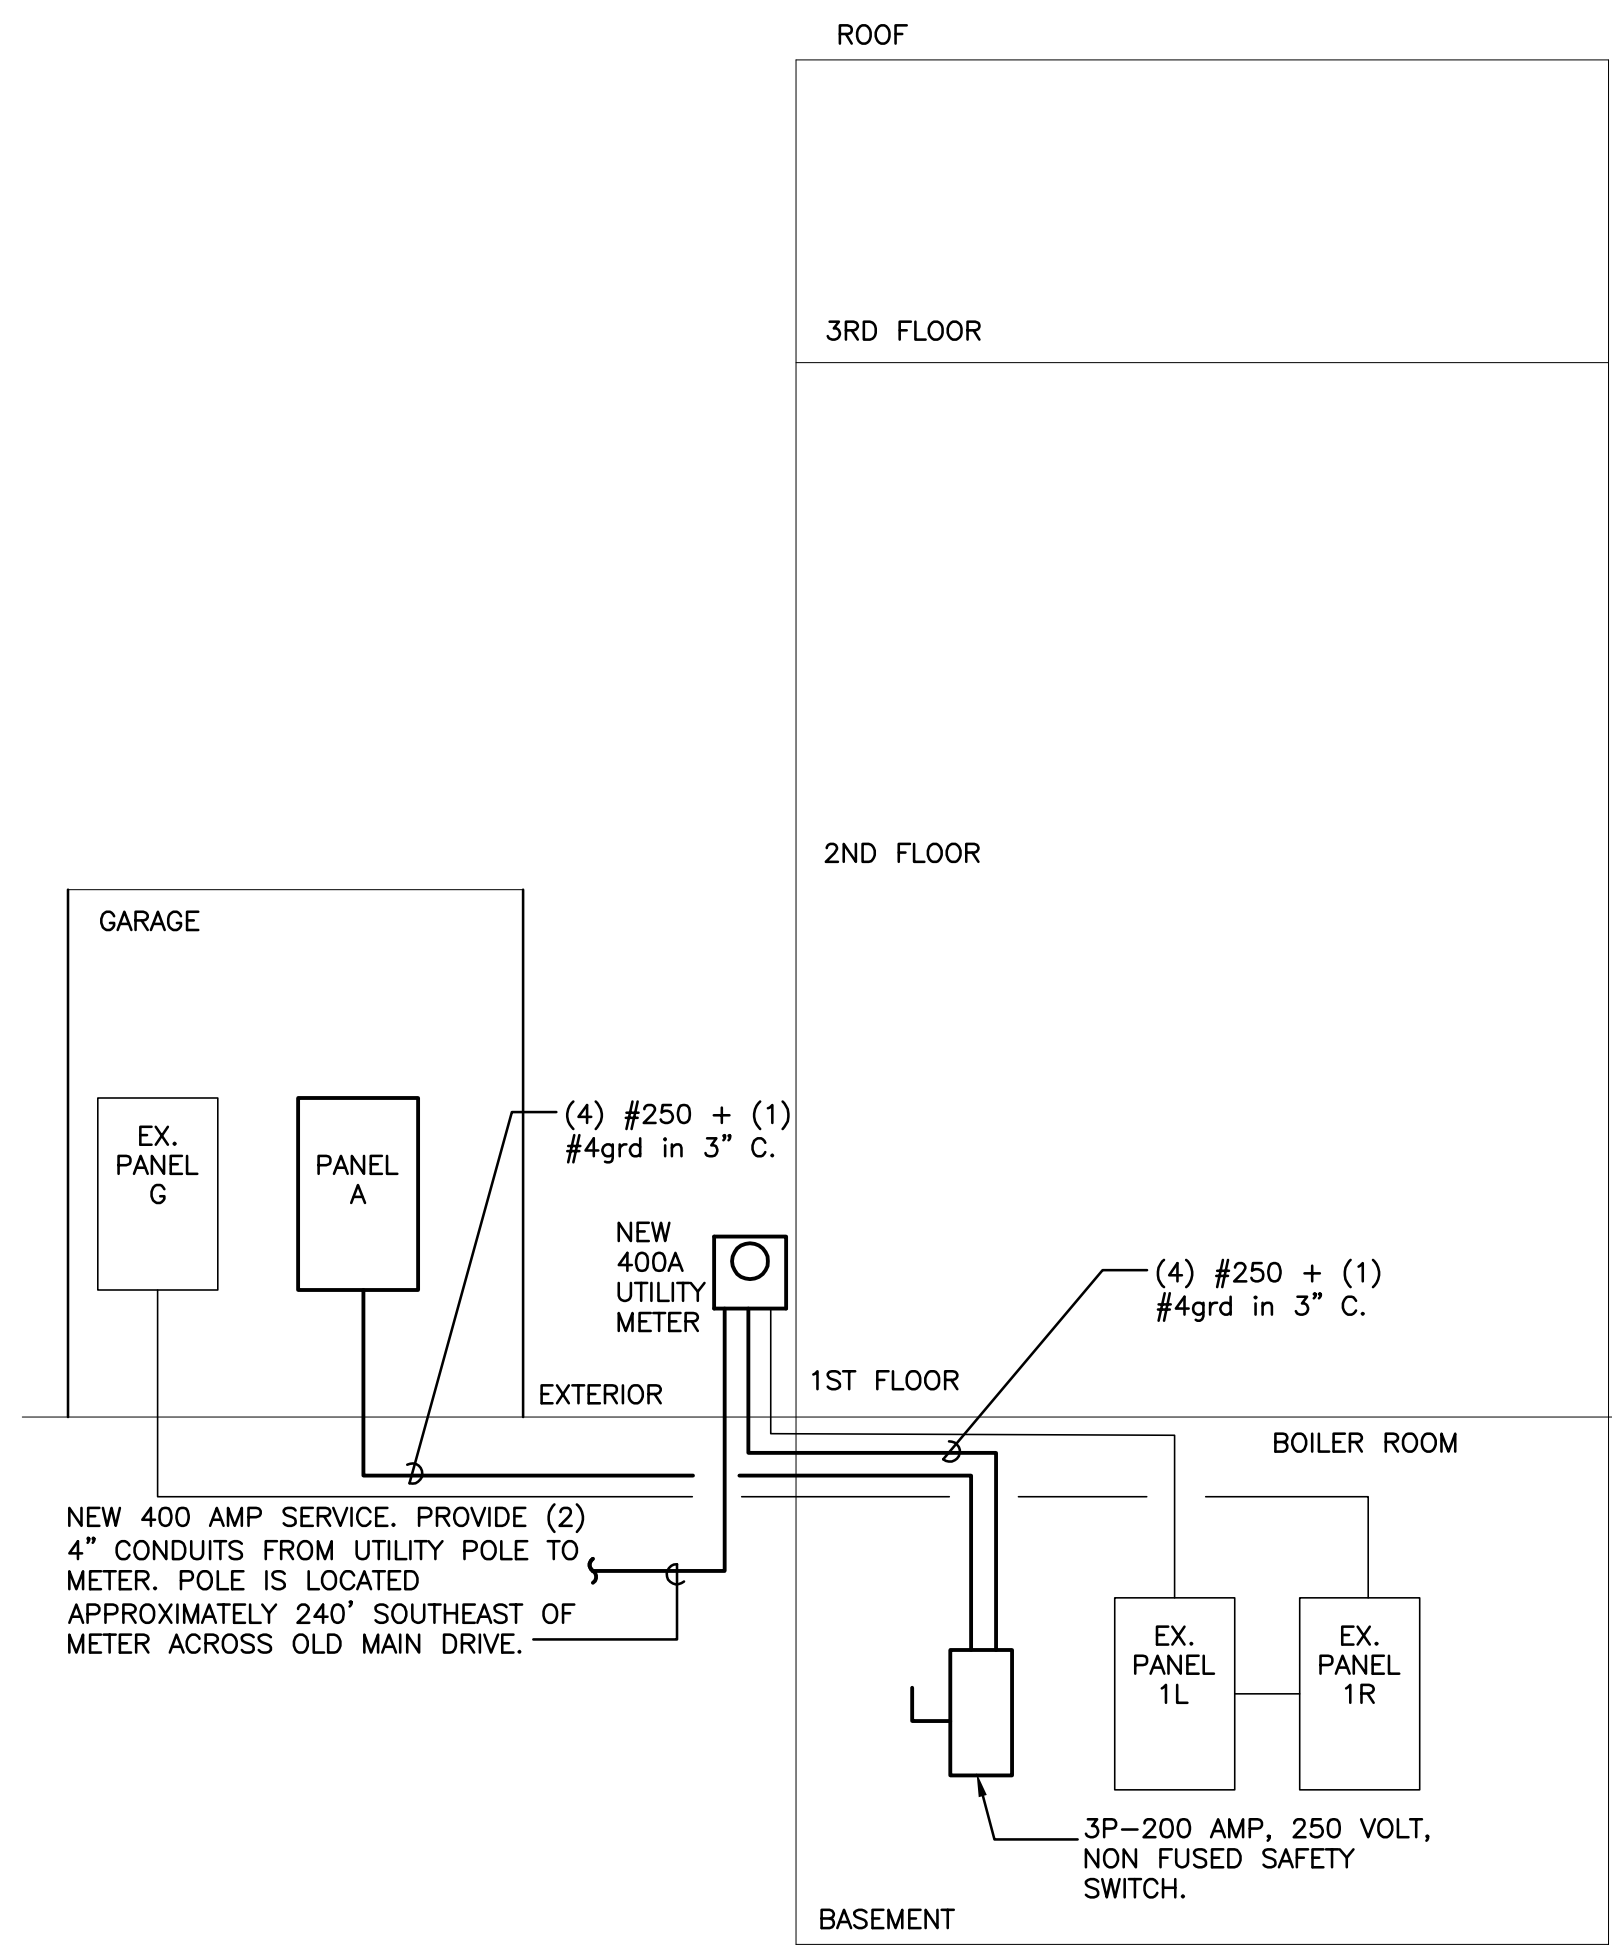 ROOF
3RD FLOOR
2ND FLOOR
GARAGE
EX.
PANEL
G
PANEL
A
(4) #250 + (1)
#4grd in 3" C.
NEW
400A
UTILITY
METER
(4) #250 + (1)
#4grd in 3" C.
EXTERIOR
1ST FLOOR
BOILER ROOM
NEW 400 AMP SERVICE. PROVIDE (2)
4" CONDUITS FROM UTILITY POLE TO
METER. POLE IS LOCATED
APPROXIMATELY 240' SOUTHEAST OF
METER ACROSS OLD MAIN DRIVE.
EX.
PANEL
1L
EX.
PANEL
1R
3P-200 AMP, 250 VOLT,
NON FUSED SAFETY
SWITCH.
BASEMENT